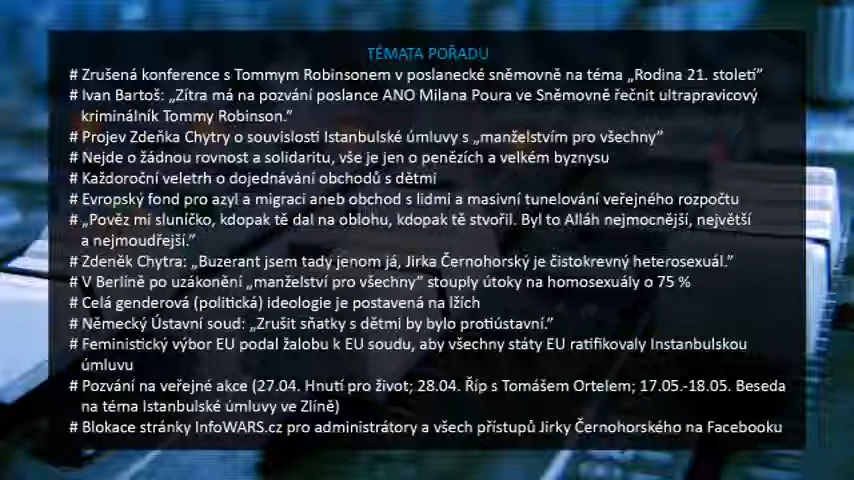 TÉMATA POŘADU
# Zrušená konference s Tommym Robinsonem v poslanecké sněmovně na téma „Rodina 21. století”
# Ivan Bartoš: „Zítra má na pozvání poslance ANO Milana Poura ve Sněmovně řečnit ultrapravicový
kriminálník Tommy Robinson.”
# Projev Zdeňka Chytry o souvislosti Istanbulské úmluvy s „manželstvím pro všechny”
# Nejde o žádnou rovnost a solidaritu, vše je jen o penězích a velkém byznysu
# Každoroční veletrh o dojednávání obchodů s dětmi
# Evropský fond pro azyl a migraci aneb obchod s lidmi a masivní tunelování veřejného rozpočtu
# „Pověz mi sluníčko, kdopak tě dal na oblohu, kdopak tě stvořil. Byl to Alláh nejmocnější, největší
a nejmoudřejší.”
# Zdeněk Chytra: „Buzerant jsem tady jenom já, Jirka Černohorský je čistokrevný heterosexuál.”
# V Berlíně po uzákonění „manželství pro všechny” stouply útoky na homosexuály o 75 %
# Celá genderová (politická) ideologie je postavená na lžích
# Německý Ústavní soud: „Zrušit sňatky s dětmi by bylo protiústavní.”
# Feministický výbor EU podal žalobu k EU soudu, aby všechny státy EU ratifikovaly Instanbulskou
úmluvu
# Pozvání na veřejné akce (27.04. Hnutí pro život; 28.04. Říp s Tomášem Ortelem; 17.05.-18.05. Beseda
na téma Istanbulské úmluvy ve Zlíně)
# Blokace stránky InfoWARS.cz pro administrátory a všech přístupů Jirky Černohorského na Facebooku